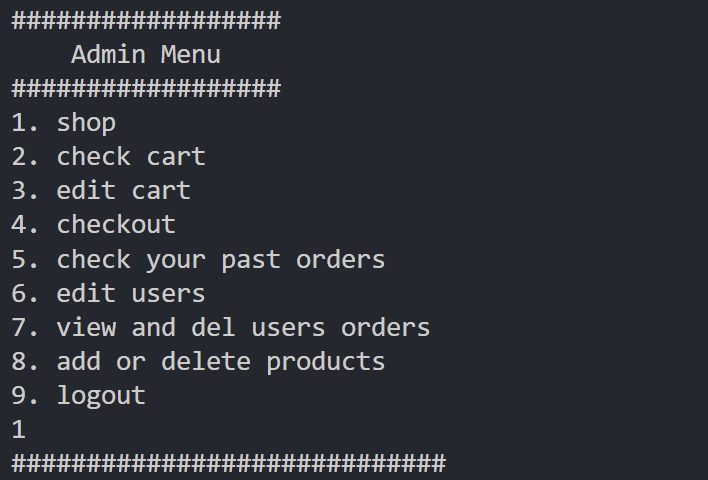 ##################
    Admin Menu
##################
1. shop
2. check cart
3. edit cart
4. checkout
5. check your past orders
6. edit users
7. view and del users orders
8. add or delete products
9. logout
1
#############################